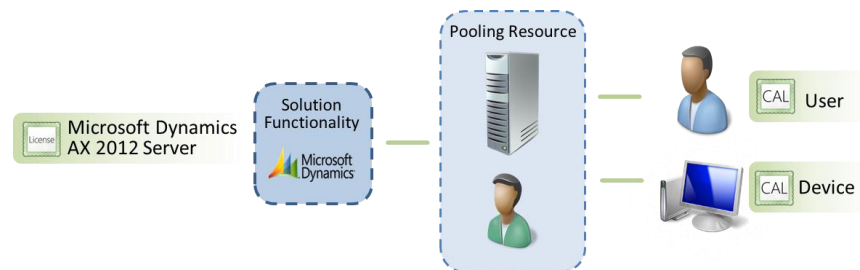 Pooling Resource
License
Microsoft Dynamics
AX 2012 Server
Solution
Functionality
Microsoft
Dynamics
CAL
User
CAL
Device